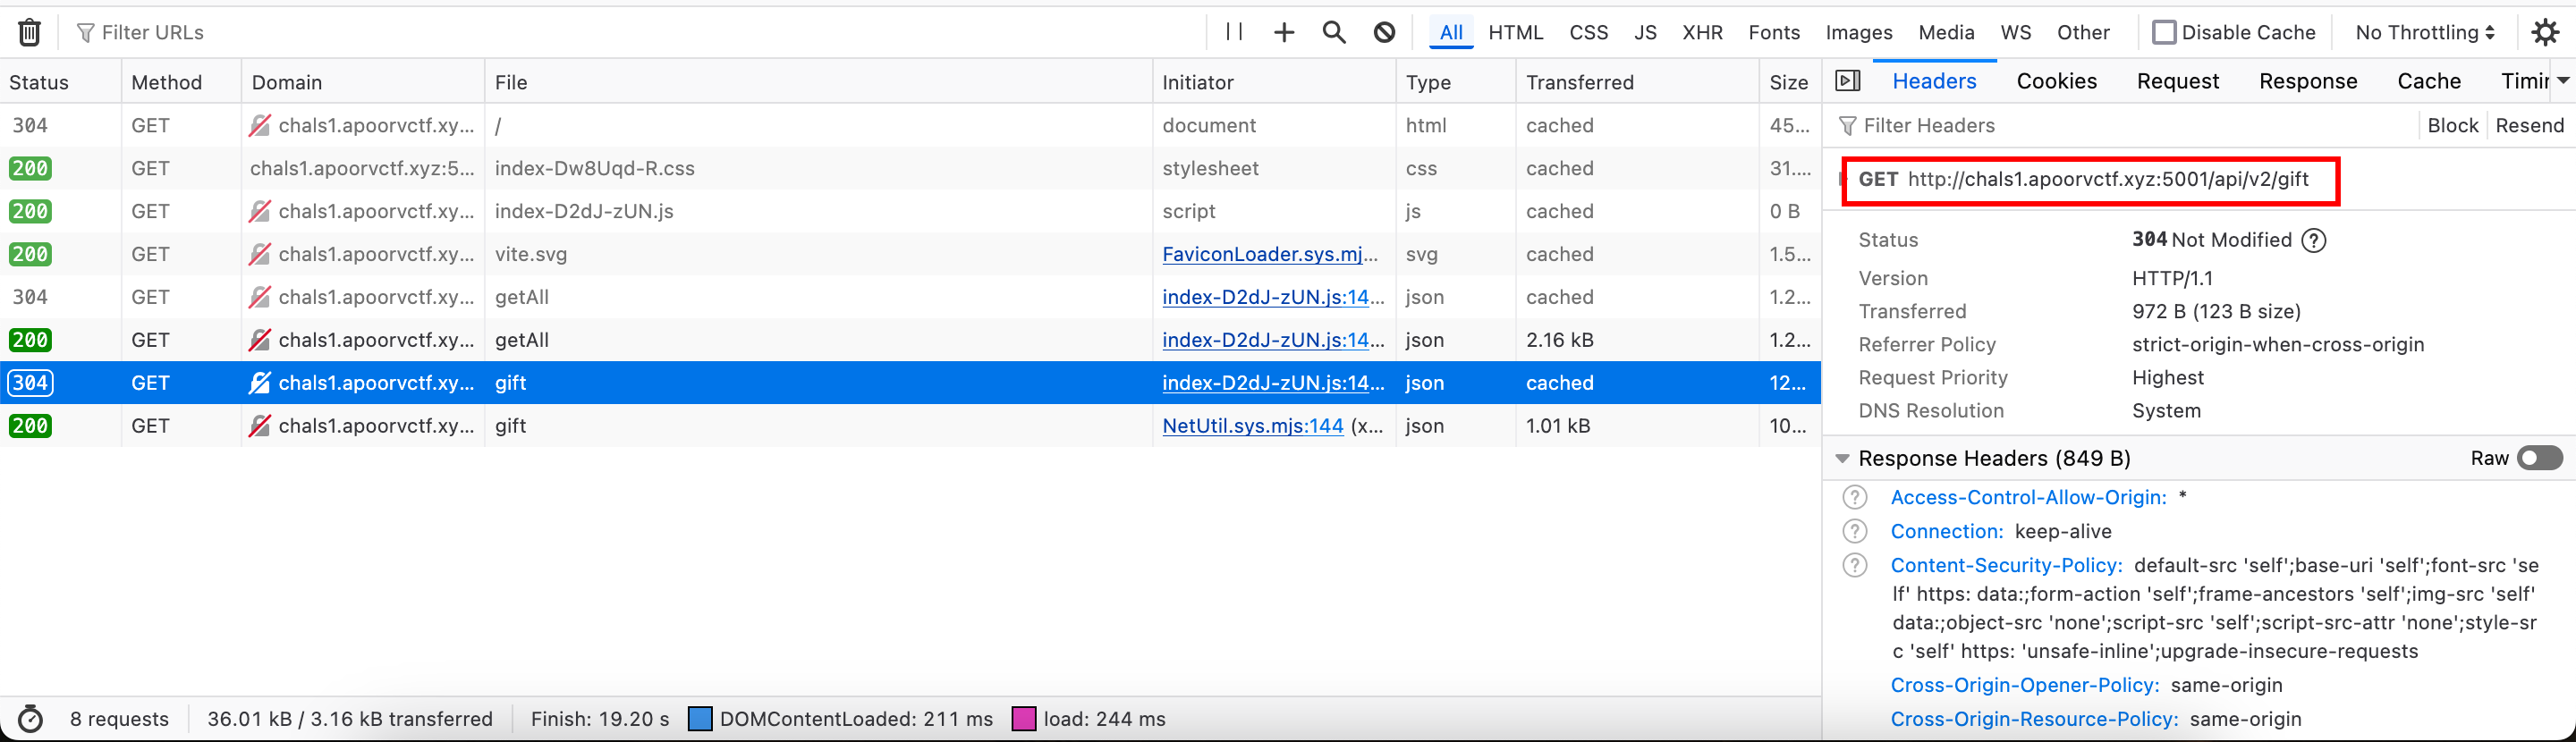 Filter URLs All HTML CSS JS XHR Fonts Images Media WS Other Disable Cache No Throttling
Status Method Domain File Initiator Type Transferred Size
304 GET chals1.apoorvctf.xy... / document html cached 45...
200 GET chals1.apoorvctf.xyz:5... index-Dw8Uqd-R.css stylesheet css cached 31....
200 GET chals1.apoorvctf.xy... index-D2dJ-zUN.js script js cached 0 B
200 GET chals1.apoorvctf.xy... vite.svg FaviconLoader.sys.mj... svg cached 1.5...
304 GET chals1.apoorvctf.xy... getAll index-D2dJ-zUN.js:14... json cached 1.2...
200 GET chals1.apoorvctf.xy... getAll index-D2dJ-zUN.js:14... json 2.16 kB 1.2...
304 GET chals1.apoorvctf.xy... gift index-D2dJ-zUN.js:14... json cached 12...
200 GET chals1.apoorvctf.xy... gift NetUtil.sys.mjs:144 (x... json 1.01 kB 10...
8 requests 36.01 kB / 3.16 kB transferred Finish: 19.20 s DOMContentLoaded: 211 ms load: 244 ms
Headers Cookies Request Response Cache Timir
Filter Headers Block Resend
GET http://chals1.apoorvctf.xyz:5001/api/v2/gift
Status 304 Not Modified ?
Version HTTP/1.1
Transferred 972 B (123 B size)
Referrer Policy strict-origin-when-cross-origin
Request Priority Highest
DNS Resolution System
Response Headers (849 B) Raw
? Access-Control-Allow-Origin: *
? Connection: keep-alive
? Content-Security-Policy: default-src 'self';base-uri 'self';font-src 'se
lf' https: data:;form-action 'self';frame-ancestors 'self';img-src 'self'
data:;object-src 'none';script-src 'self';script-src-attr 'none';style-sr
c 'self' https: 'unsafe-inline';upgrade-insecure-requests
Cross-Origin-Opener-Policy: same-origin
Cross-Origin-Resource-Policy: same-origin